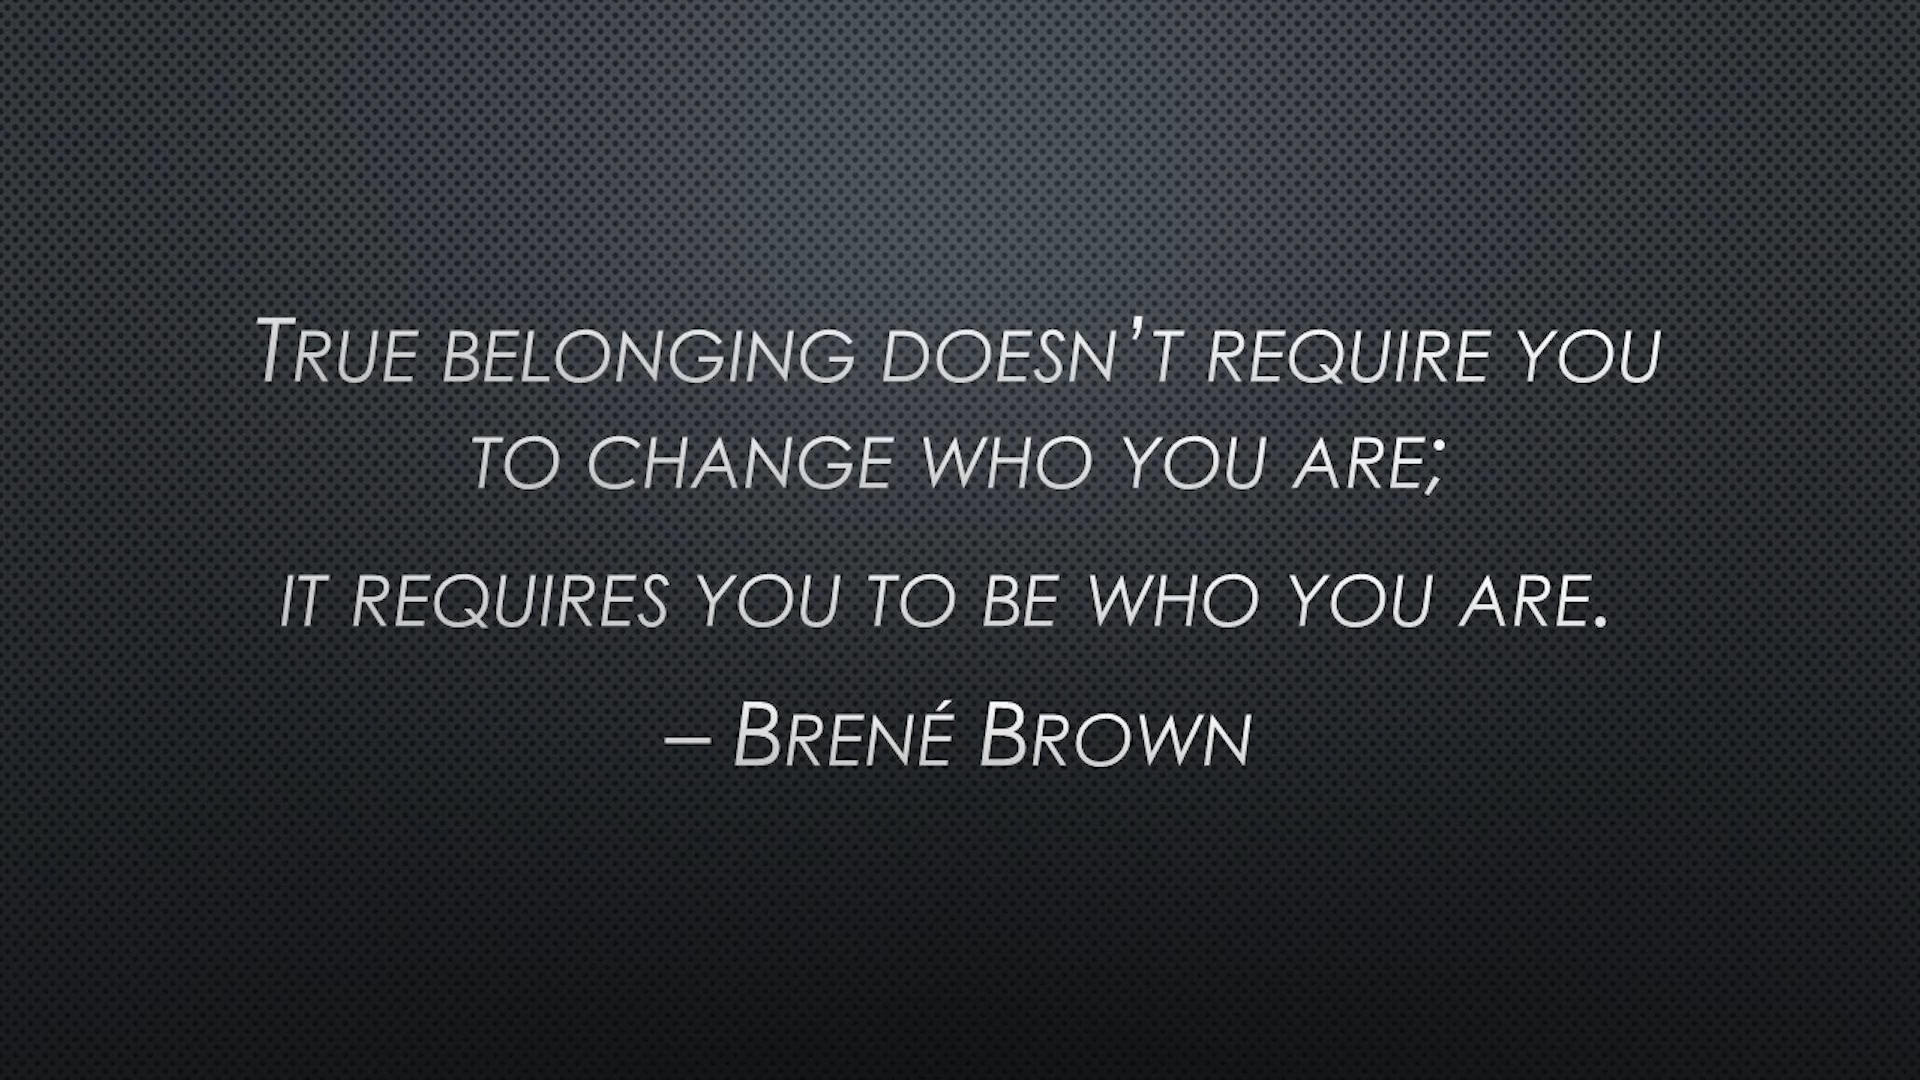 True belonging doesn’t require you
to change who you are;
it requires you to be who you are.
– Brené Brown